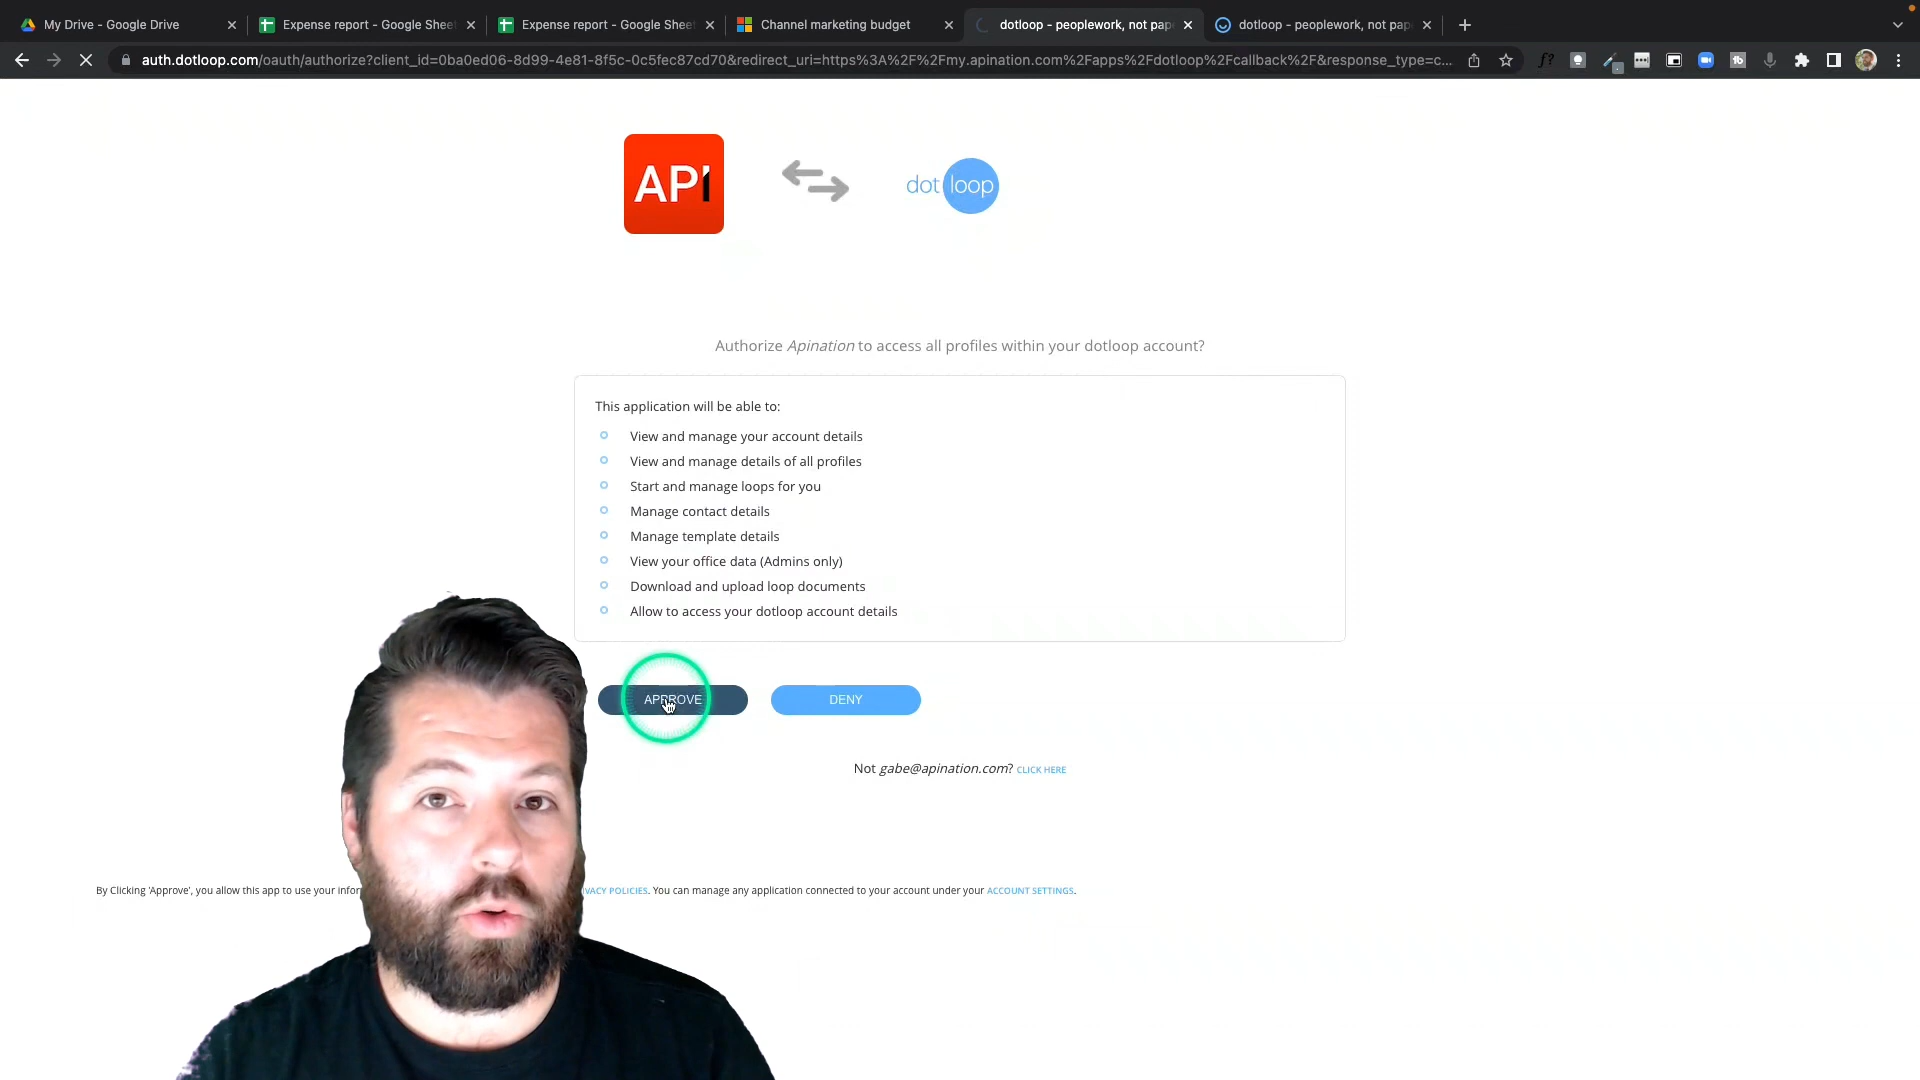 My Drive - Google Drive
Expense report - Google Sheet
Expense report - Google Sheet
Channel marketing budget
dotloop - peoplework, not pap
dotloop - peoplework, not pap
auth.dotloop.com/oauth/authorize?client_id=0ba0ed06-8d99-4e81-8f5c-0c5fec87cd70&redirect_uri=https%3A%2F%2Fmy.apination.com%2Fapps%2Fdotloop%2Fcallback%2F&response_type=c...
API
dot loop
Authorize Apination to access all profiles within your dotloop account?
This application will be able to:
View and manage your account details
View and manage details of all profiles
Start and manage loops for you
Manage contact details
Manage template details
View your office data (Admins only)
Download and upload loop documents
Allow to access your dotloop account details
APPROVE
DENY
Not gabe@apination.com? CLICK HERE
By Clicking 'Approve', you allow this app to use your infor
VACY POLICIES. You can manage any application connected to your account under your ACCOUNT SETTINGS.